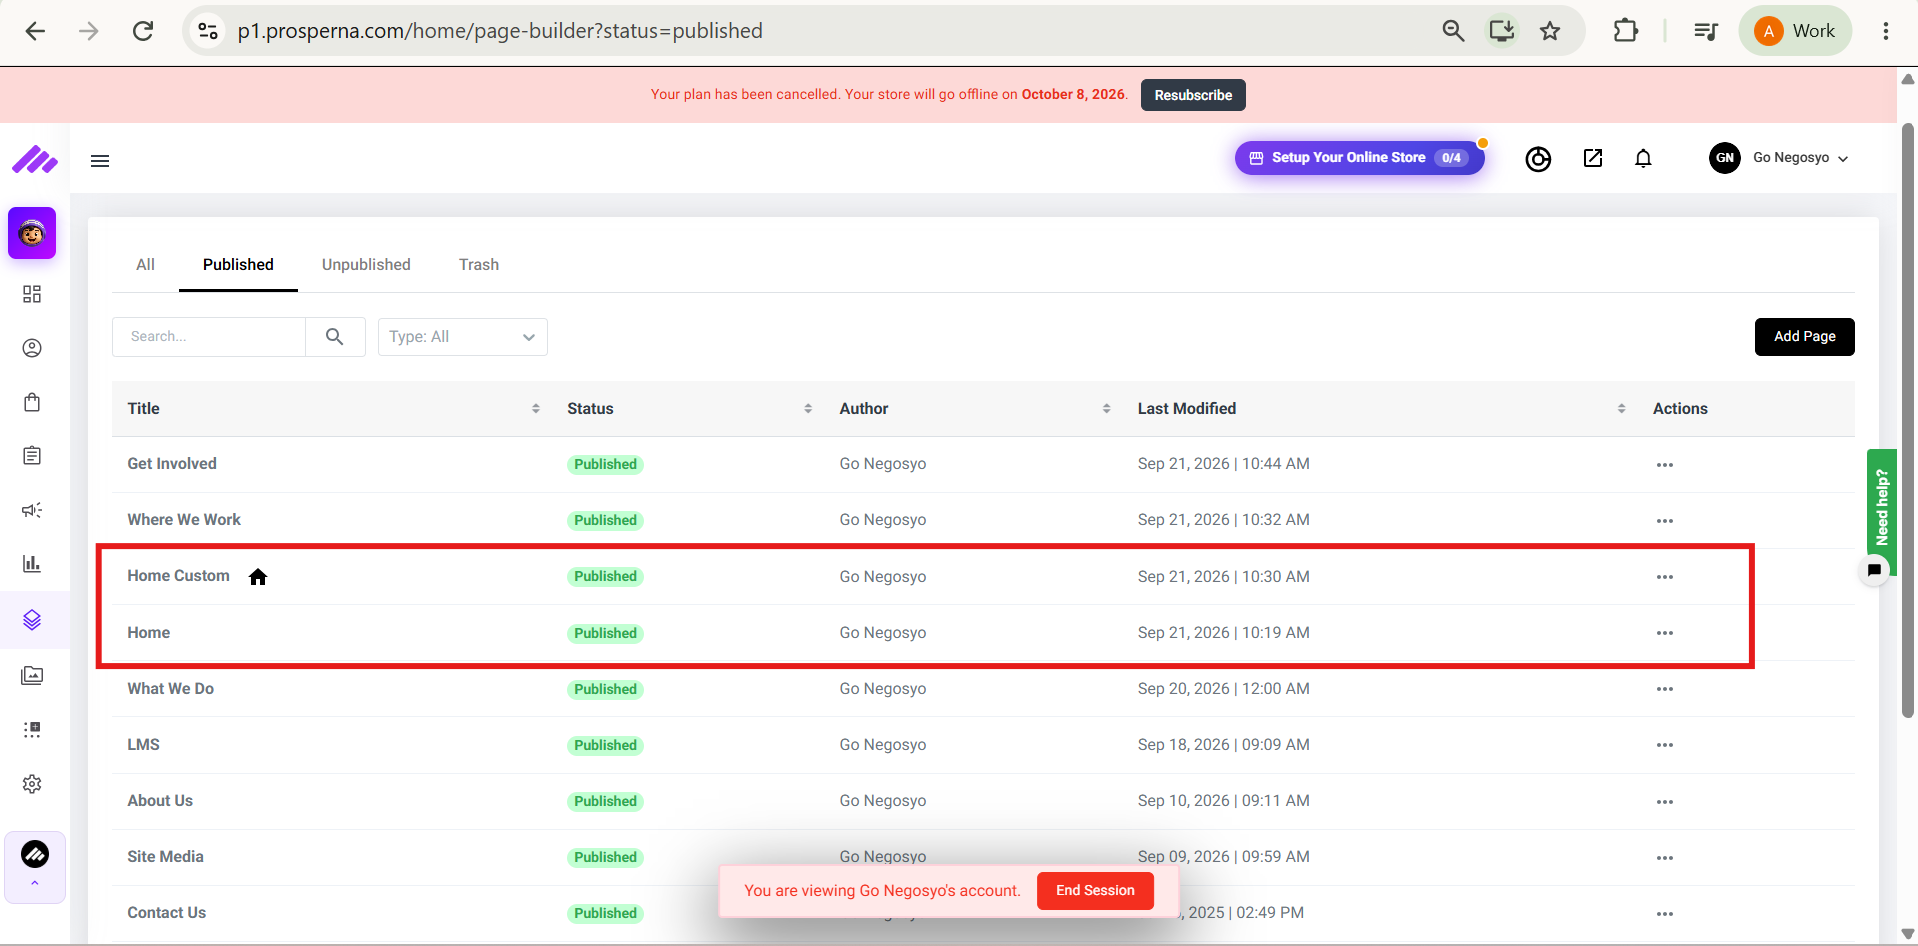 p1.prosperna.com/home/page-builder?status=published
A Work
Your plan has been cancelled. Your store will go offline on October 8, 2026. Resubscribe
Setup Your Online Store 0/4
GN Go Negosyo
All Published Unpublished Trash
Search... Type: All Add Page
Title Status Author Last Modified Actions
Get Involved Published Go Negosyo Sep 21, 2026 | 10:44 AM
Where We Work Published Go Negosyo Sep 21, 2026 | 10:32 AM
Home Custom Published Go Negosyo Sep 21, 2026 | 10:30 AM
Home Published Go Negosyo Sep 21, 2026 | 10:19 AM
What We Do Published Go Negosyo Sep 20, 2026 | 12:00 AM
LMS Published Go Negosyo Sep 18, 2026 | 09:09 AM
About Us Published Go Negosyo Sep 10, 2026 | 09:11 AM
Site Media Published Go Negosyo Sep 09, 2026 | 09:59 AM
Contact Us Published , 2025 | 02:49 PM
You are viewing Go Negosyo's account. End Session
Need help?